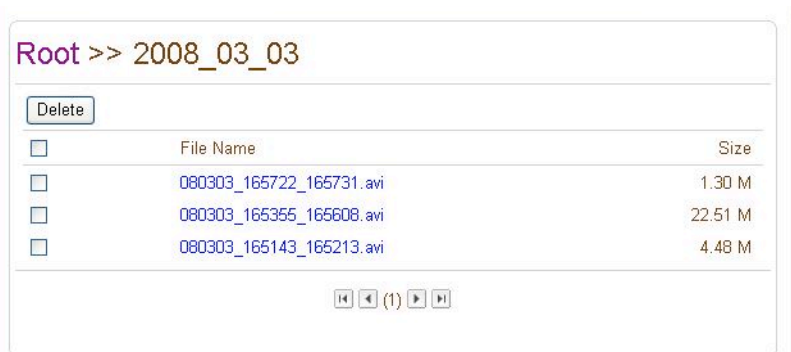 Root >> 2008_03_03
Delete
File Name Size
080303_165722_165731.avi 1.30 M
080303_165355_165608.avi 22.51 M
080303_165143_165213.avi 4.48 M
(1)